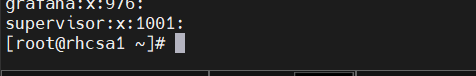 grafana:x:976:
supervisor:x:1001:
[root@rhcsa1 ~]#